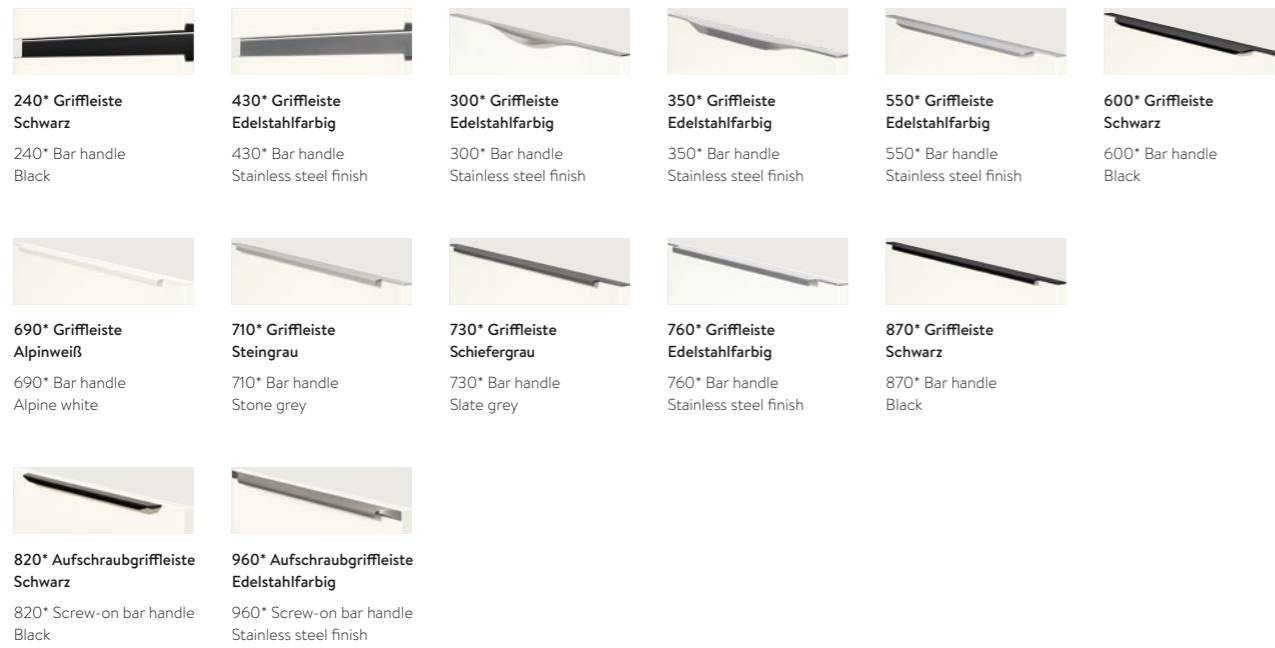 240* Griffleiste
Schwarz
240* Bar handle
Black
430* Griffleiste
Edelstahlfarbig
430* Bar handle
Stainless steel finish
300* Griffleiste
Edelstahlfarbig
300* Bar handle
Stainless steel finish
350* Griffleiste
Edelstahlfarbig
350* Bar handle
Stainless steel finish
550* Griffleiste
Edelstahlfarbig
550* Bar handle
Stainless steel finish
600* Griffleiste
Schwarz
600* Bar handle
Black
690* Griffleiste
Alpinweiß
690* Bar handle
Alpine white
710* Griffleiste
Steingrau
710* Bar handle
Stone grey
730* Griffleiste
Schiefergrau
730* Bar handle
Slate grey
760* Griffleiste
Edelstahlfarbig
760* Bar handle
Stainless steel finish
870* Griffleiste
Schwarz
870* Bar handle
Black
820* Aufschraubgriffleiste
Schwarz
820* Screw-on bar handle
Black
960* Aufschraubgriffleiste
Edelstahlfarbig
960* Screw-on bar handle
Stainless steel finish